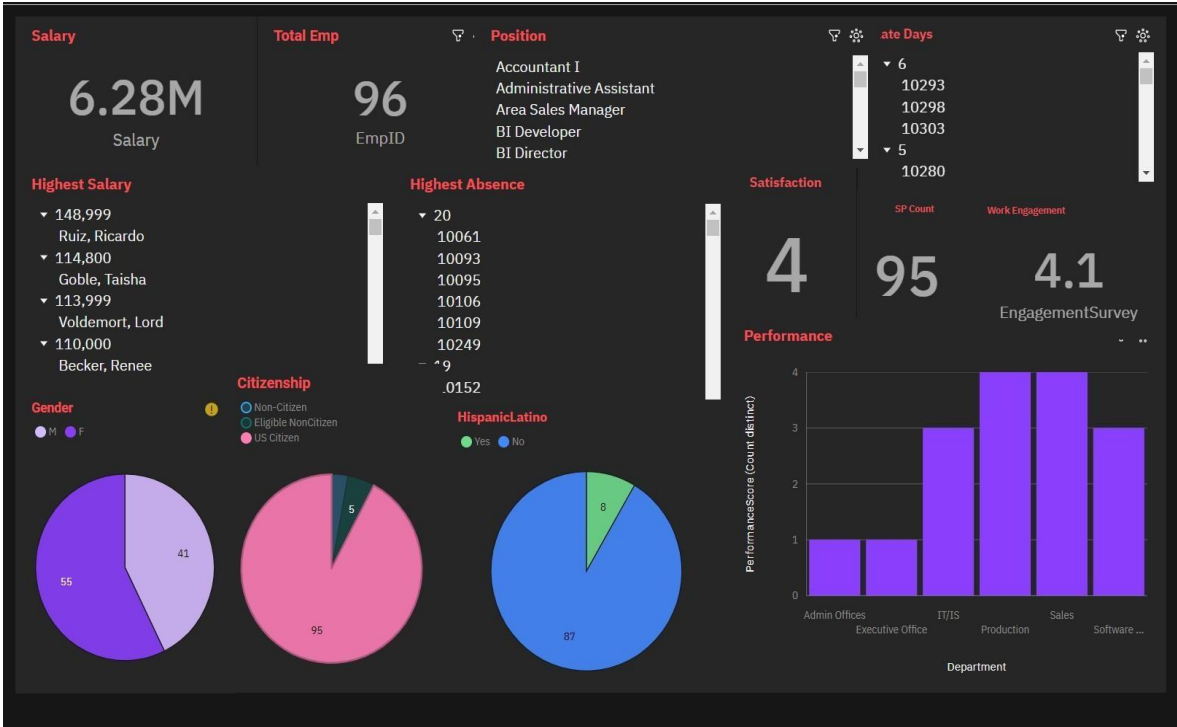 Salary
6.28M
Salary
Total Emp
96
EmpID
Position
Accountant I
Administrative Assistant
Area Sales Manager
BI Developer
BI Director
ate Days
6
10293
10298
10303
5
10280
Highest Salary
148,999
Ruiz, Ricardo
114,800
Goble, Taisha
113,999
Voldemort, Lord
110,000
Becker, Renee
Highest Absence
20
10061
10093
10095
10106
10109
10249
9
0152
Satisfaction
4
SP Count
95
Work Engagement
4.1
EngagementSurvey
Gender
M F
41
55
Citizenship
Non-Citizen
Eligible NonCitizen
US Citizen
5
95
HispanicLatino
Yes No
8
87
Performance
PerformanceScore (Count distinct)
4
3
2
1
0
Admin Offices
Executive Office
IT/IS
Production
Sales
Software ...
Department